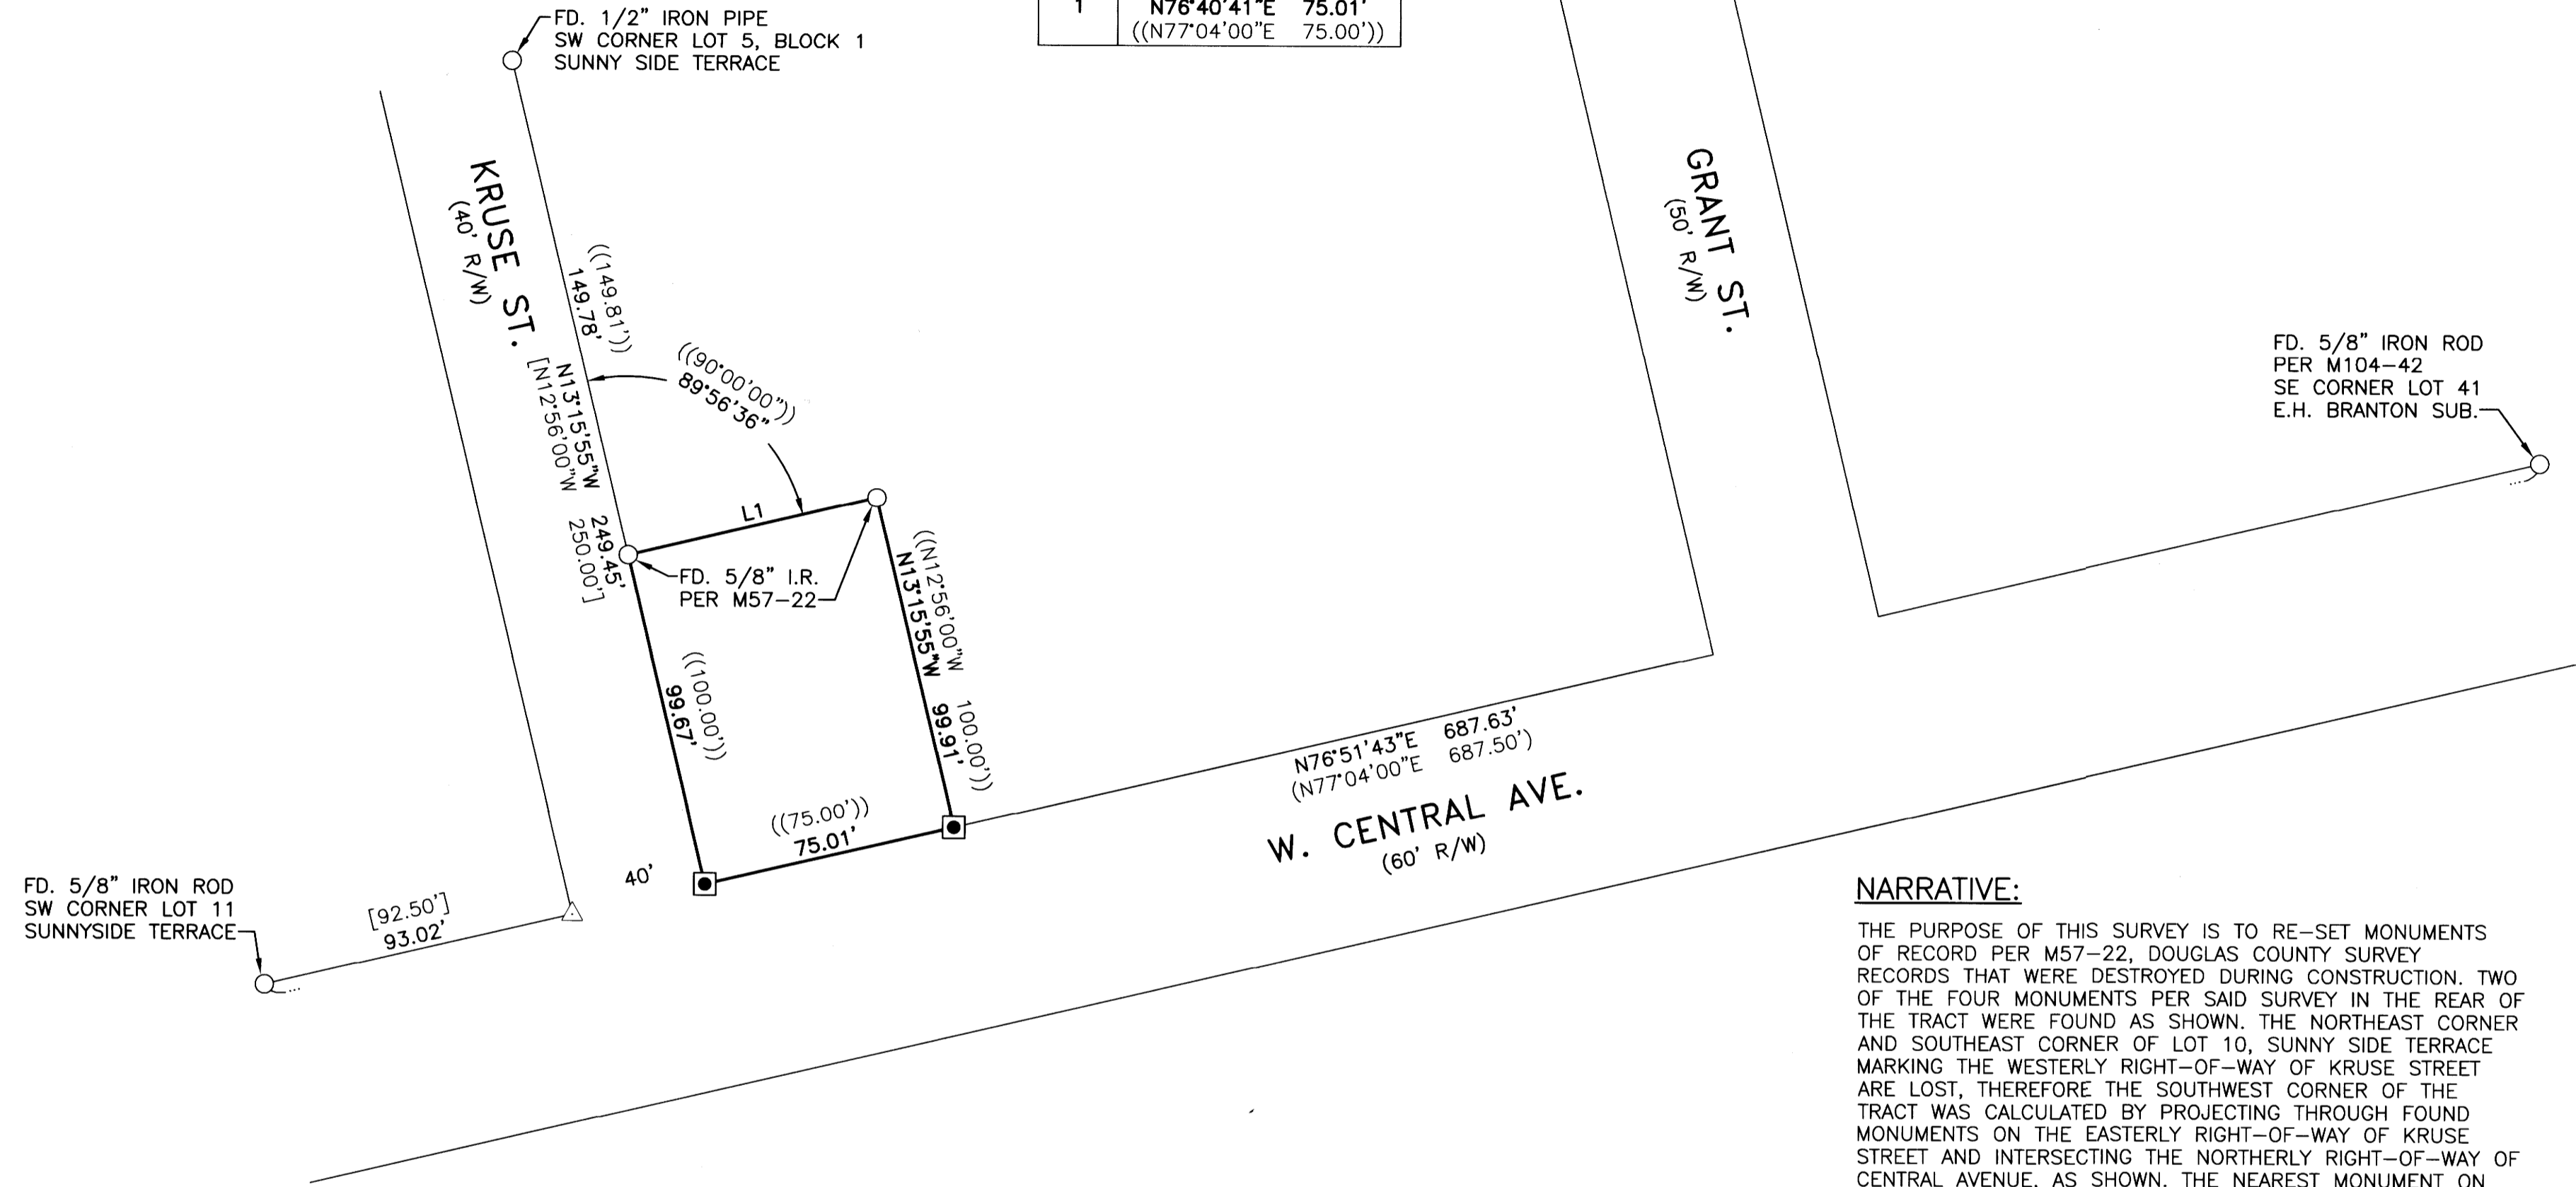 FD. 1/2" IRON PIPE
SW CORNER LOT 5, BLOCK 1
SUNNY SIDE TERRACE
1 N76°40'41"E 75.01'
((N77°04'00"E 75.00'))
KRUSE ST.
(40' R/W)
((149.81'))
149.78'
((90°00'00"))
89°56'36"
N13°15'55"W 249.45'
[N12°56'00"W 250.00']
L1
FD. 5/8" I.R.
PER M57-22
((N12°56'00"W 100.00'))
N13°15'55"W 99.91'
((100.00'))
99.67'
((75.00'))
75.01'
40'
GRANT ST.
(50' R/W)
FD. 5/8" IRON ROD
PER M104-42
SE CORNER LOT 41
E.H. BRANTON SUB.
N76°51'43"E 687.63'
(N77°04'00"E 687.50')
W. CENTRAL AVE.
(60' R/W)
FD. 5/8" IRON ROD
SW CORNER LOT 11
SUNNYSIDE TERRACE
[92.50']
93.02'
NARRATIVE:
THE PURPOSE OF THIS SURVEY IS TO RE-SET MONUMENTS
OF RECORD PER M57-22, DOUGLAS COUNTY SURVEY
RECORDS THAT WERE DESTROYED DURING CONSTRUCTION. TWO
OF THE FOUR MONUMENTS PER SAID SURVEY IN THE REAR OF
THE TRACT WERE FOUND AS SHOWN. THE NORTHEAST CORNER
AND SOUTHEAST CORNER OF LOT 10, SUNNY SIDE TERRACE
MARKING THE WESTERLY RIGHT-OF-WAY OF KRUSE STREET
ARE LOST, THEREFORE THE SOUTHWEST CORNER OF THE
TRACT WAS CALCULATED BY PROJECTING THROUGH FOUND
MONUMENTS ON THE EASTERLY RIGHT-OF-WAY OF KRUSE
STREET AND INTERSECTING THE NORTHERLY RIGHT-OF-WAY OF
CENTRAL AVENUE, AS SHOWN. THE NEAREST MONUMENT ON